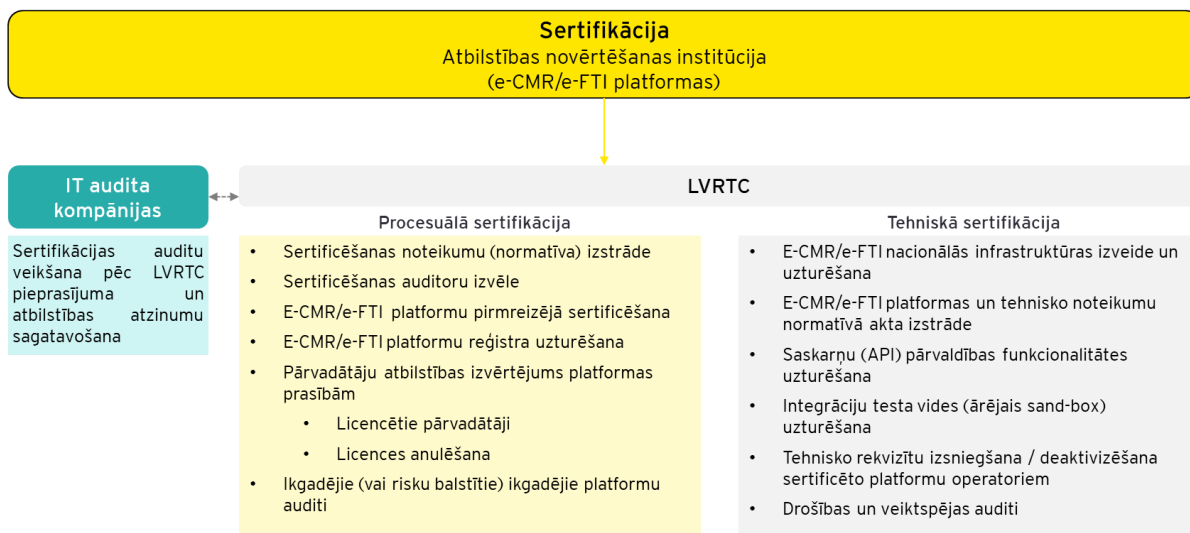 Sertifikācija
Atbilstības novērtēšanas institūcija
(e-CMR/e-FTI platformas)
IT audita
kompānijas
Sertifikācijas auditu
veikšana pēc LVRTC
pieprasījuma un
atbilstības atzinumu
sagatavošana
LVRTC
Procesuālā sertifikācija
• Sertificēšanas noteikumu (normatīva) izstrāde
• Sertificēšanas auditoru izvēle
• E-CMR/e-FTI platformu pirmreizējā sertificēšana
• E-CMR/e-FTI platformu reģistra uzturēšana
• Pārvadātāju atbilstības izvērtējums platformas
prasībām
• Licencētie pārvadātāji
• Licences anulēšana
• Ikgadējie (vai risku balstītie) ikgadējie platformu
auditi
Tehniskā sertifikācija
• E-CMR/e-FTI nacionālās infrastruktūras izveide un
uzturēšana
• E-CMR/e-FTI platformas un tehnisko noteikumu
normatīvā akta izstrāde
• Saskarņu (API) pārvaldības funkcionalitātes
uzturēšana
• Integrāciju testa vides (ārējais sand-box)
uzturēšana
• Tehnisko rekvizītu izsniegšana / deaktivizēšana
sertificēto platformu operatoriem
• Drošības un veiktspējas auditi